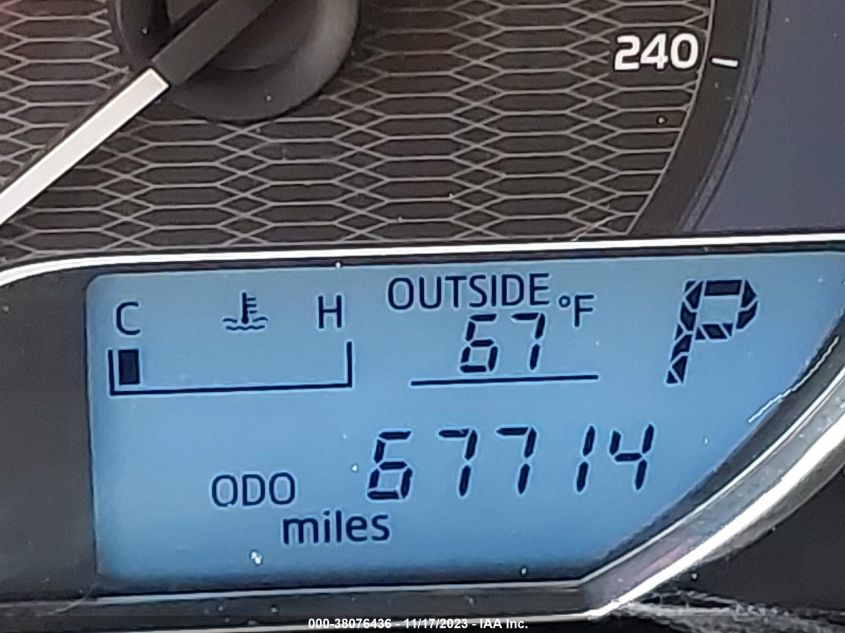 240
OUTSIDE
C H °F P
67
67714
ODO
miles
000-38076436 - 11/17/2023 - IAA Inc.